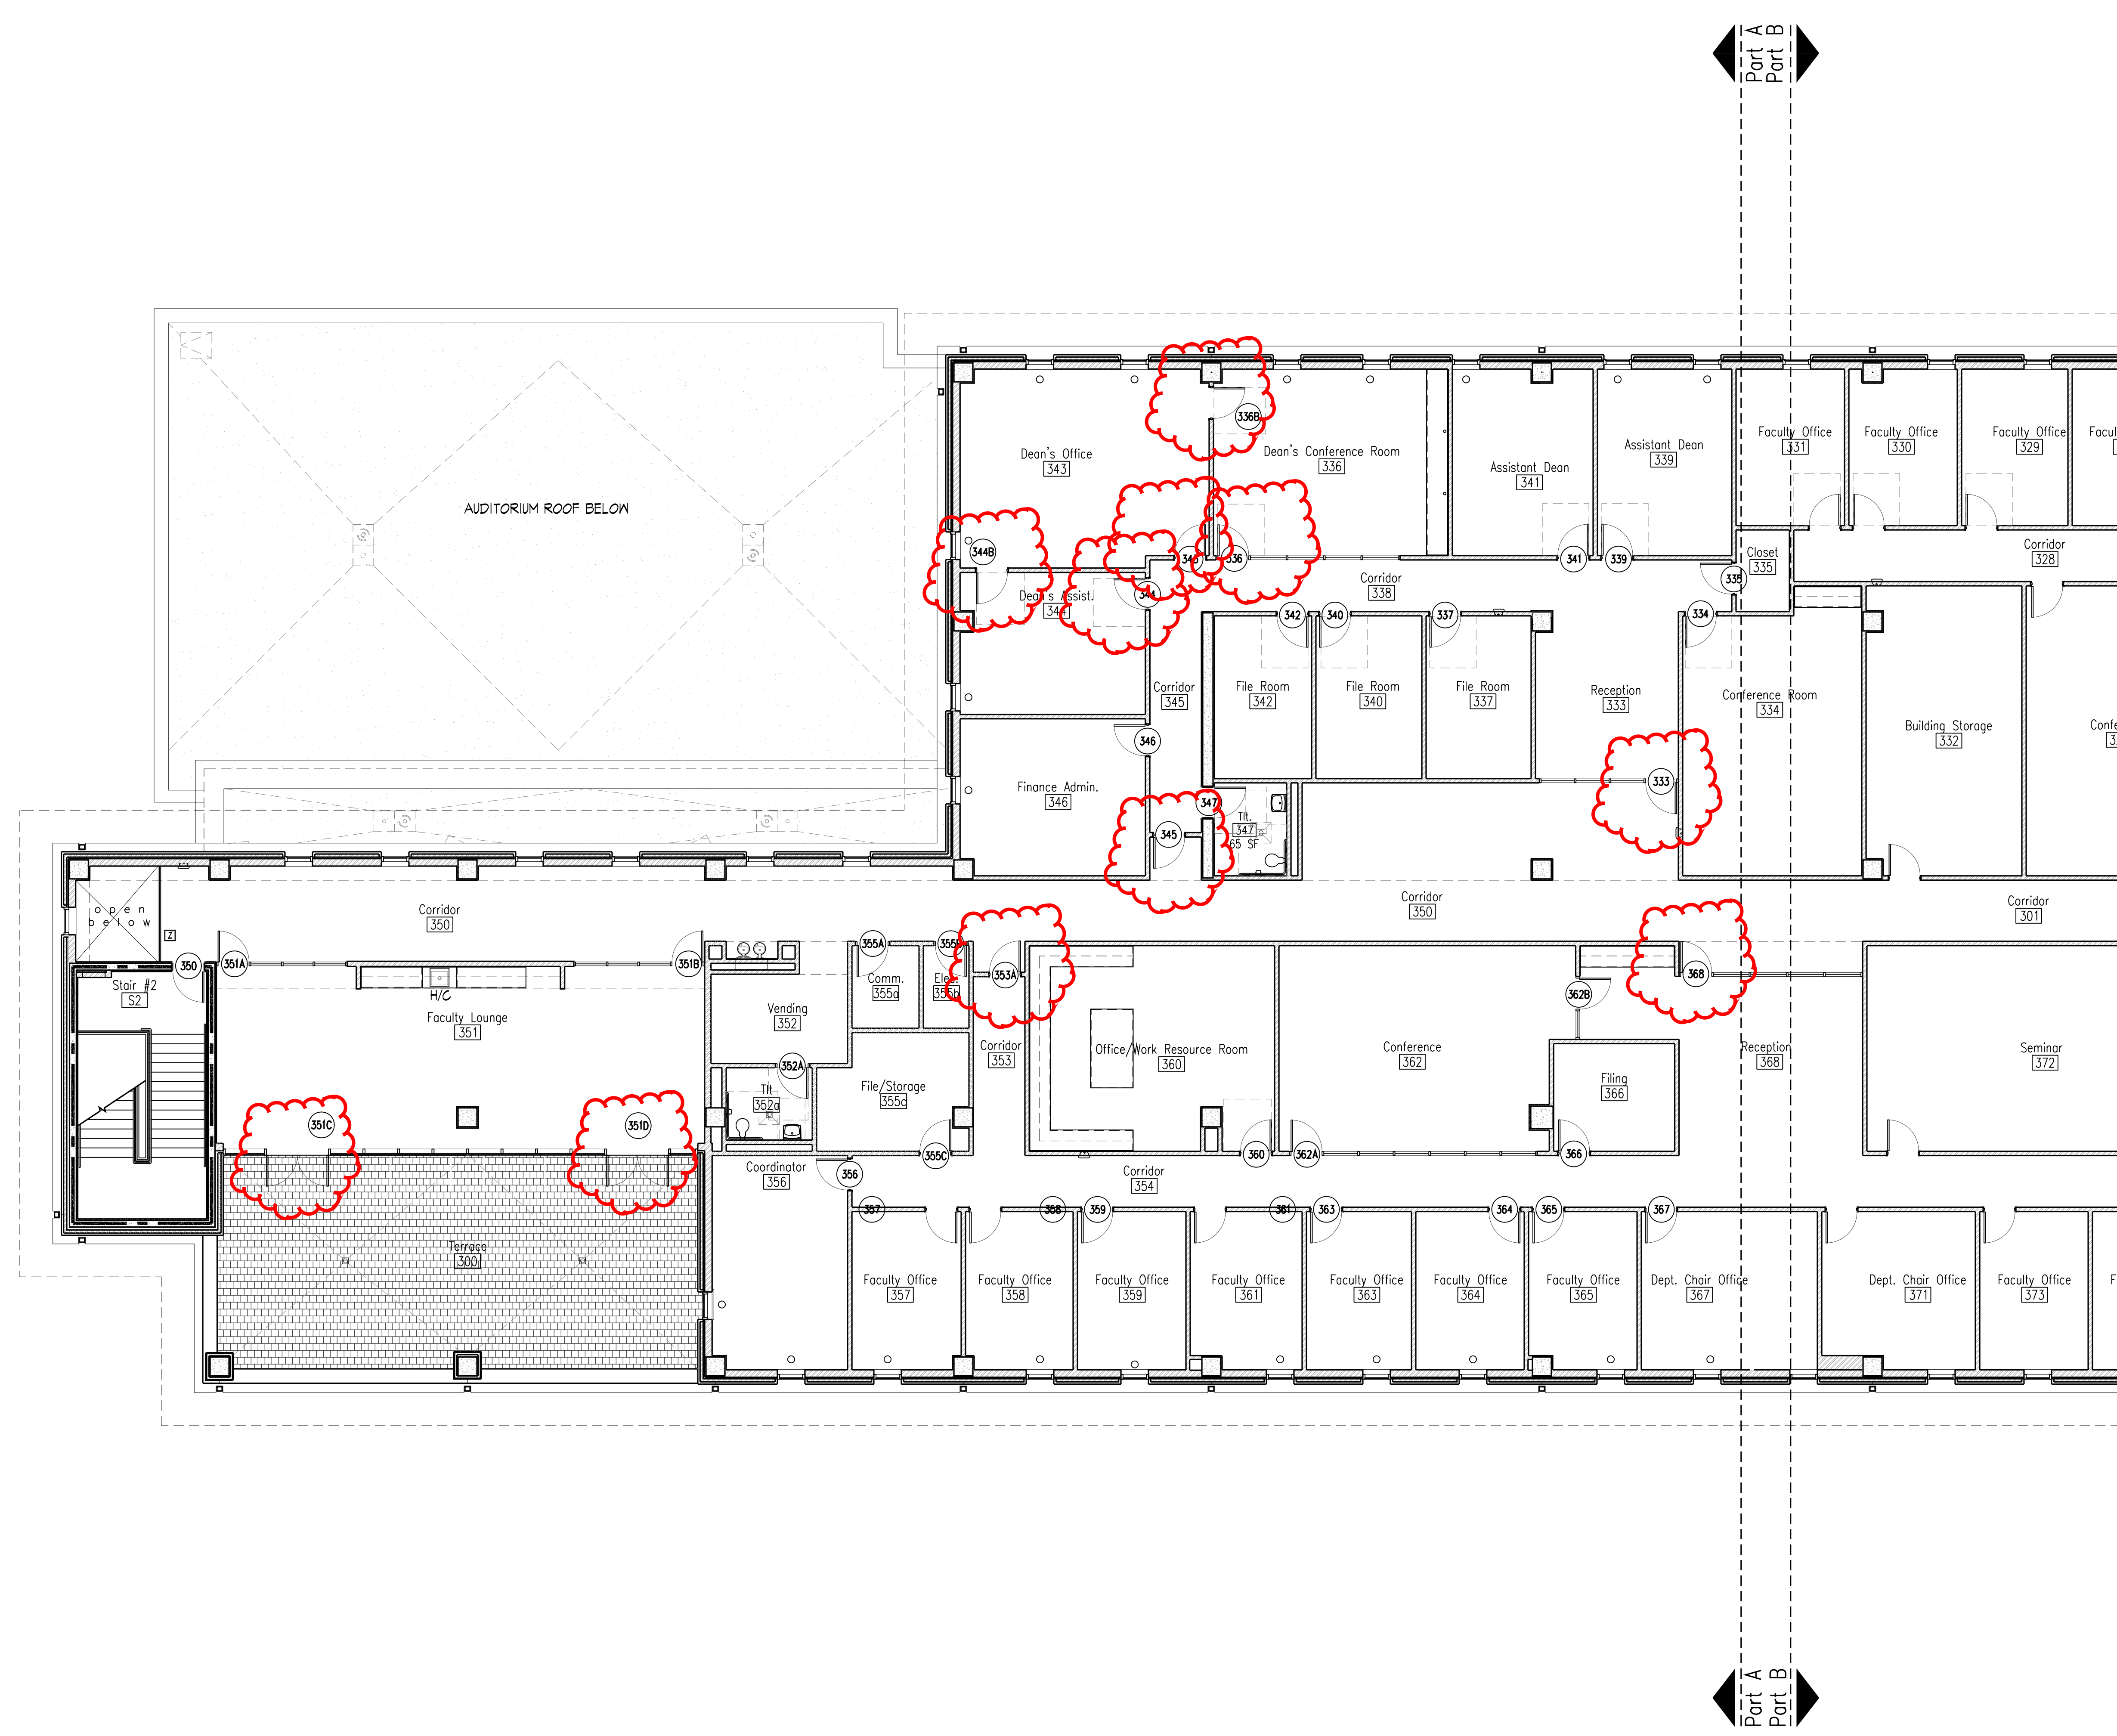 Part A
Part B
336B
Dean's Office
343
Dean's Conference Room
336
Assistant Dean
341
Assistant Dean
339
Faculty Office
331
Faculty Office
330
Faculty Office
329
AUDITORIUM ROOF BELOW
344B
336
341
339
Closet
335
335
Corridor
328
Corridor
338
Dean's Assist.
344
344
342
340
337
334
Corridor
345
File Room
342
File Room
340
File Room
337
Reception
333
Conference Room
334
Building Storage
332
346
Finance Admin.
346
333
347
Tlt.
347
65 SF
345
open
below
Corridor
350
Corridor
350
Corridor
301
Z
350
351A
351B
355A
353A
368
Stair #2
S2
H/C
Faculty Lounge
351
Vending
352
Comm.
355a
Elec.
355b
362B
Corridor
353
Office/Work Resource Room
360
Conference
362
Reception
368
Seminar
372
352A
Tlt
352a
File/Storage
355c
Filing
366
351C
351D
355C
360
362A
366
Coordinator
356
356
Corridor
354
357
358
359
361
363
364
365
367
Terrace
300
Faculty Office
357
Faculty Office
358
Faculty Office
359
Faculty Office
361
Faculty Office
363
Faculty Office
364
Faculty Office
365
Dept. Chair Office
367
Dept. Chair Office
371
Faculty Office
373
Part A
Part B